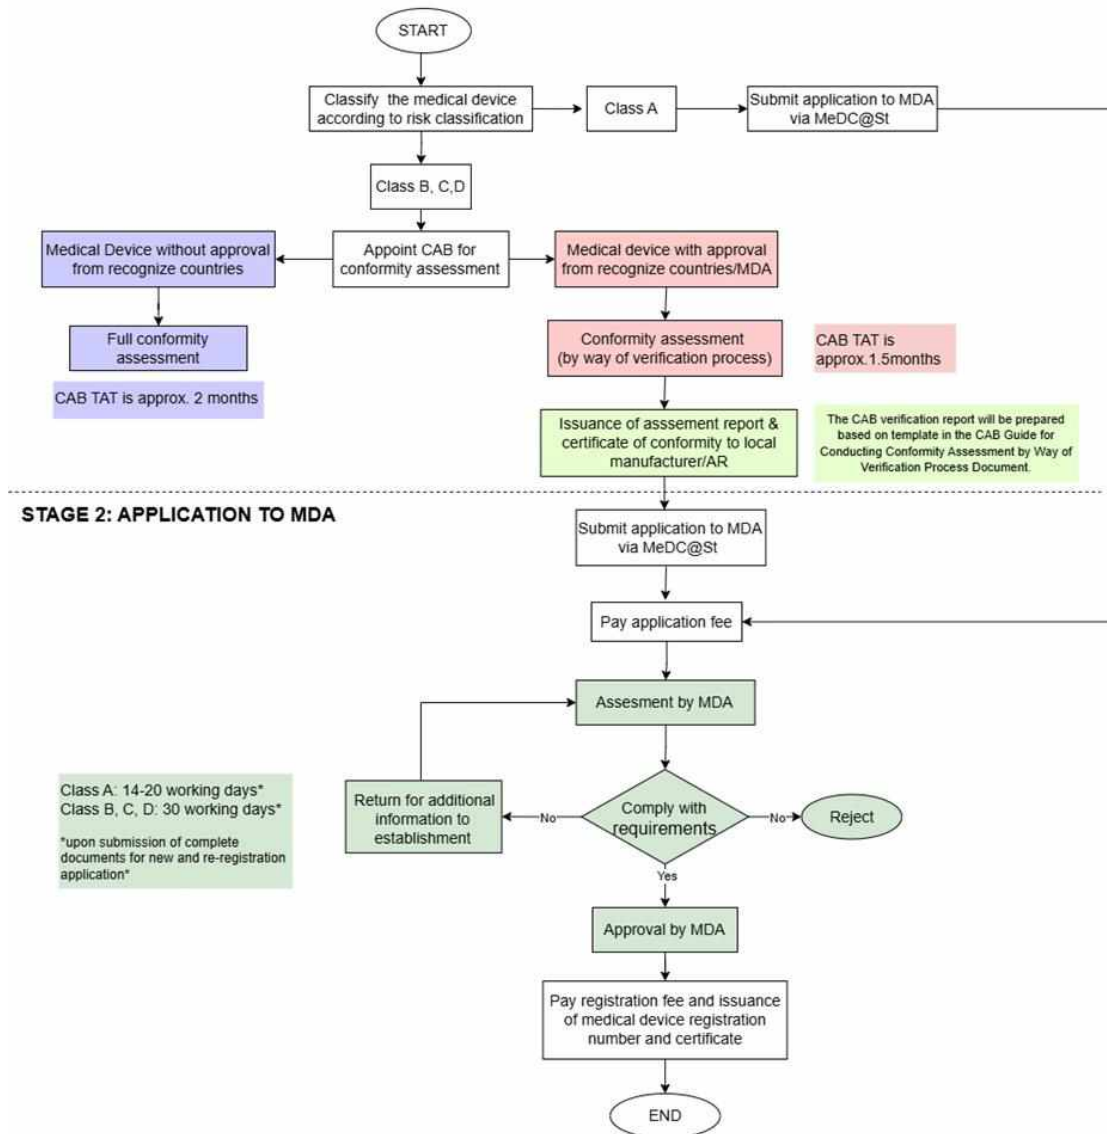 START
Classify the medical device
according to risk classification
Class A
Submit application to MDA
via MeDC@St
Class B, C,D
Medical Device without approval
from recognize countries
Appoint CAB for
conformity assessment
Medical device with approval
from recognize countries/MDA
Full conformity
assessment
Conformity assessment
(by way of verification process)
CAB TAT is
approx.1.5months
CAB TAT is approx. 2 months
Issuance of asssement report &
certificate of conformity to local
manufacturer/AR
The CAB verification report will be prepared
based on template in the CAB Guide for
Conducting Conformity Assessment by Way of
Verification Process Document.
STAGE 2: APPLICATION TO MDA
Submit application to MDA
via MeDC@St
Pay application fee
Assesment by MDA
Class A: 14-20 working days*
Class B, C, D: 30 working days*
*upon submission of complete
documents for new and re-registration
application*
Return for additional
information to
establishment
No
Comply with
requirements
No
Reject
Yes
Approval by MDA
Pay registration fee and issuance
of medical device registration
number and certificate
END